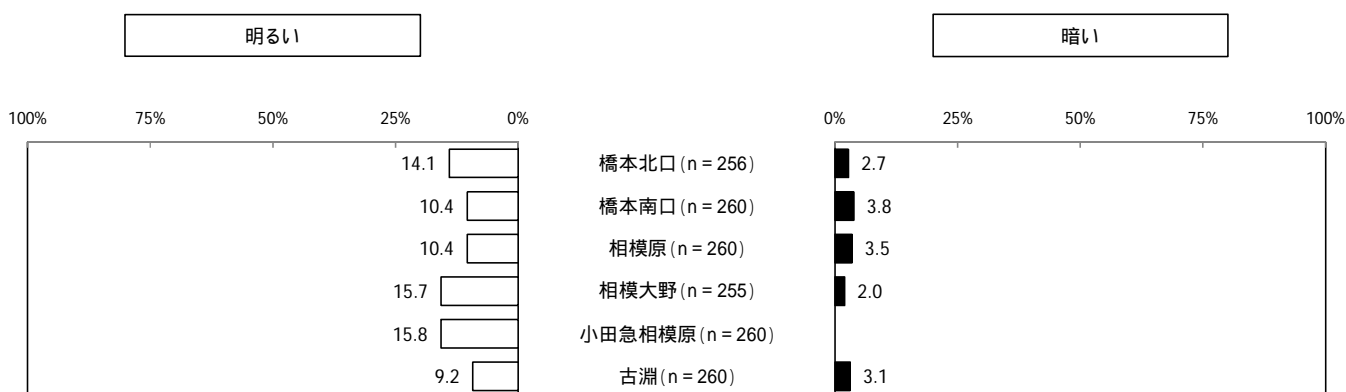 明るい 暗い
100% 75% 50% 25% 0% 0% 25% 50% 75% 100%
14.1 橋本北口(n=256) 2.7
10.4 橋本南口(n=260) 3.8
10.4 相模原(n=260) 3.5
15.7 相模大野(n=255) 2.0
15.8 小田急相模原(n=260)
9.2 古淵(n=260) 3.1